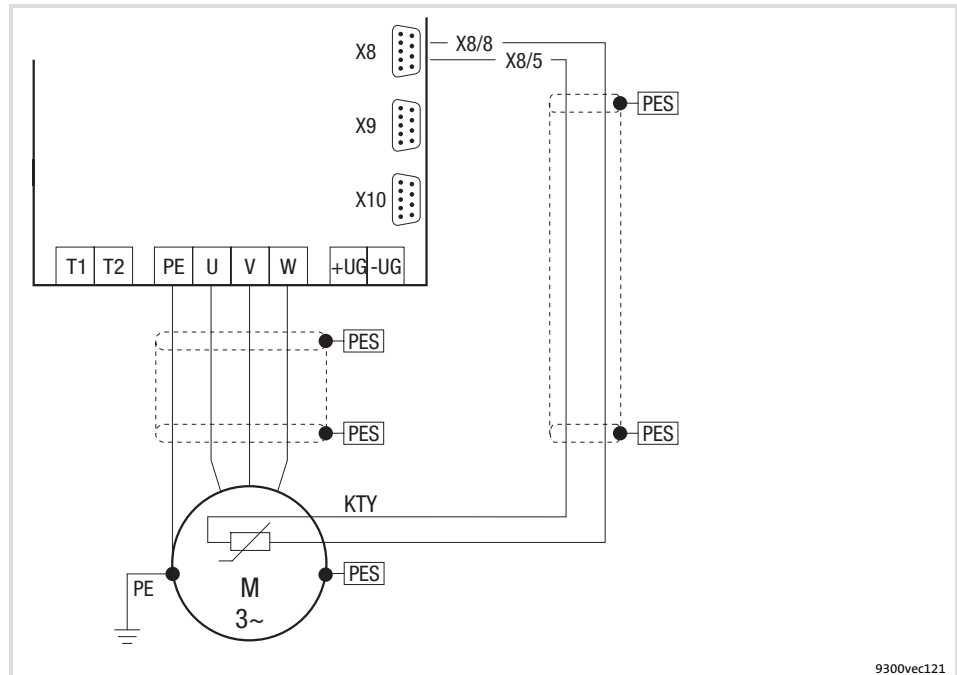 X8
X8/8
X8/5
PES
X9
X10
T1 T2 PE U V W +UG -UG
PES
PES
PES
KTY
PES
PE
M
3~
9300vec121